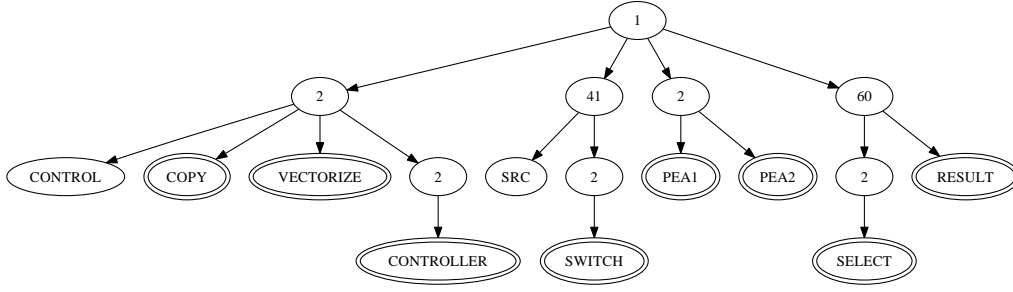 1
2
41
2
60
CONTROL
COPY
VECTORIZE
2
SRC
2
PEA1
PEA2
2
RESULT
CONTROLLER
SWITCH
SELECT